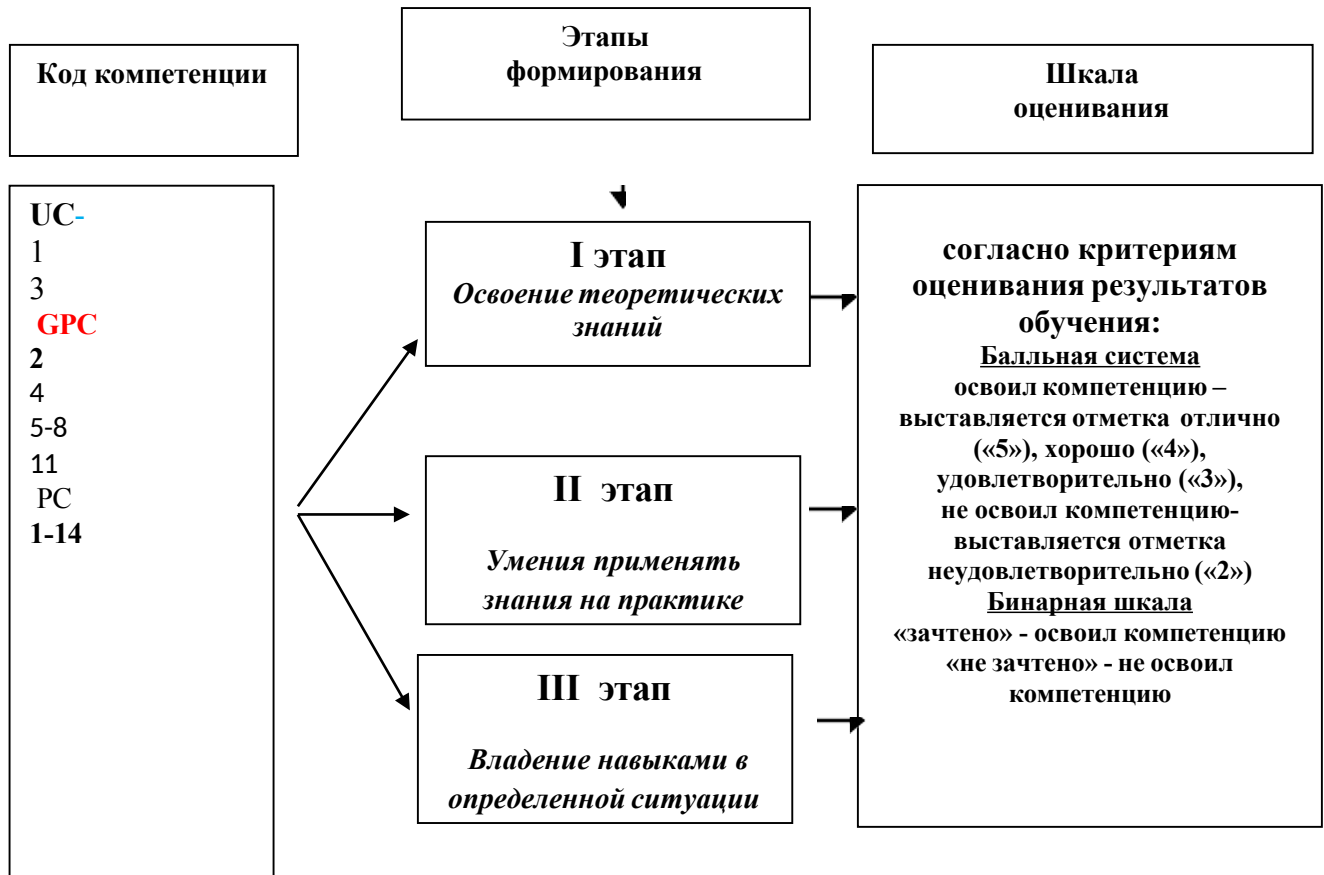 Код компетенции
Этапы
формирования
Шкала
оценивания
UC-
1
3
GPC
2
4
5-8
11
PC
1-14
I этап
Освоение теоретических
знаний
II этап
Умения применять
знания на практике
III этап
Владение навыками в
определенной ситуации
согласно критериям
оценивания результатов
обучения:
Балльная система
освоил компетенцию –
выставляется отметка отлично
(«5»), хорошо («4»),
удовлетворительно («3»),
не освоил компетенцию-
выставляется отметка
неудовлетворительно («2»)
Бинарная шкала
«зачтено» - освоил компетенцию
«не зачтено» - не освоил
компетенцию